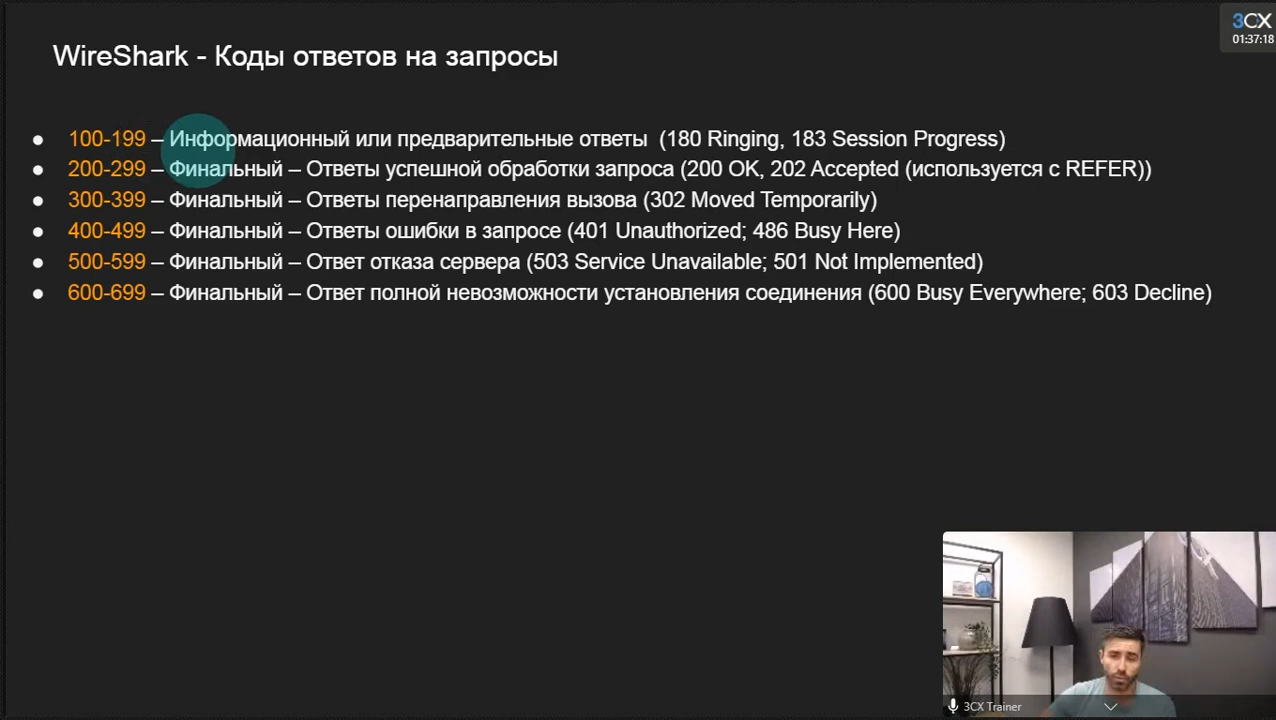 3CX
01:37:18
WireShark - Коды ответов на запросы
● 100-199 – Информационный или предварительные ответы (180 Ringing, 183 Session Progress)
● 200-299 – Финальный – Ответы успешной обработки запроса (200 OK, 202 Accepted (используется с REFER))
● 300-399 – Финальный – Ответы перенаправления вызова (302 Moved Temporarily)
● 400-499 – Финальный – Ответы ошибки в запросе (401 Unauthorized; 486 Busy Here)
● 500-599 – Финальный – Ответ отказа сервера (503 Service Unavailable; 501 Not Implemented)
● 600-699 – Финальный – Ответ полной невозможности установления соединения (600 Busy Everywhere; 603 Decline)
3CX Trainer